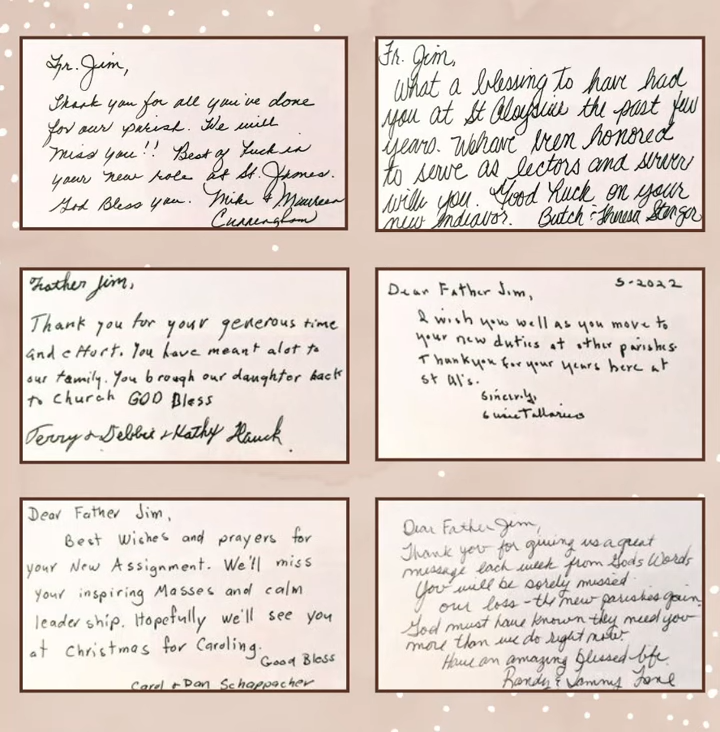 Fr. Jim,
Thank you for all you've done
for our parish. We will
miss you!! Best of Luck in
your new role at St. Jromes.
God Bless you. Mike & Maureen
Cunningham
Fr. Jim,
What a blessing to have had
you at St Aloysius the past few
years. We have been honored
to serve as lectors and server
with you. Good Luck on your
new endeavor. Butch & Theresa Stenger
Father Jim,
Thank you for your generous time
and effort. You have meant alot to
our family. You brough our daughter back
to Church GOD Bless
Terry & Debbie & Kathy Hauck
Dear Father Jim,
5-2022
I wish you well as you move to
your new duties at other parishes.
Thank you for your years here at
St Al's.
Sincerely,
Susie Tallarico
Dear Father Jim,
Best Wishes and prayers for
your New Assignment. We'll miss
your inspiring Masses and calm
leadership. Hopefully we'll see you
at Christmas for Caroling.
Good Bless
Carol & Dan Schappacher
Dear Father Jim,
Thank you for giving us a great
message each week from Gods Words
You will be sorely missed.
our loss - the new parishes gain.
God must have known they need you
more than we do right now.
Have an amazing blessed life.
Randy & Tammy